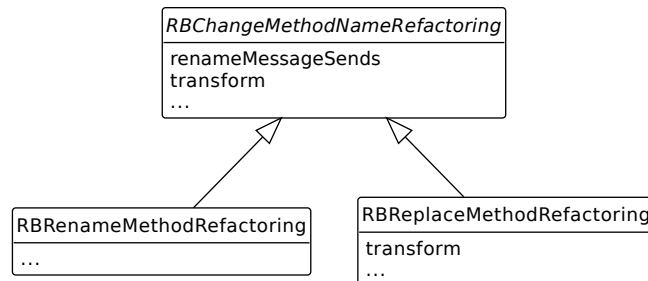 RBChangeMethodNameRefactoring
renameMessageSends
transform
...
RBRenameMethodRefactoring
...
RBReplaceMethodRefactoring
transform
...